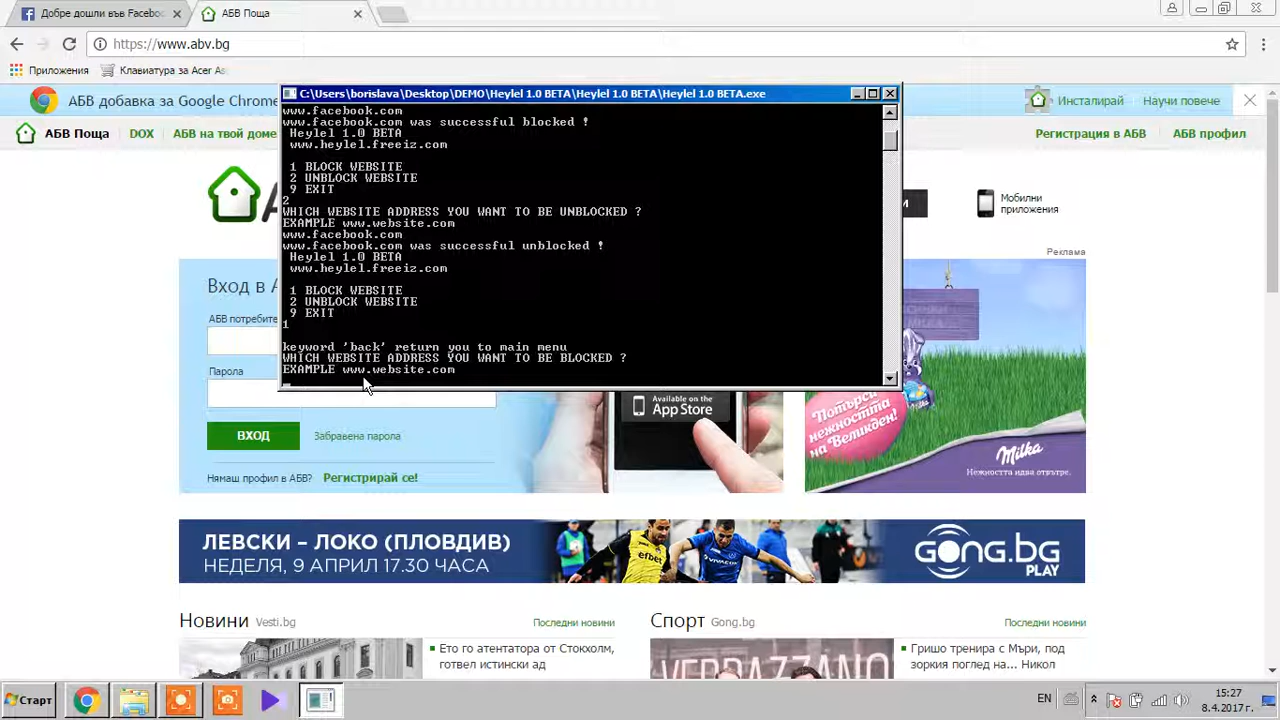 Добре дошли във Faceboo
АБВ Поща
https://www.abv.bg
Приложения
Клавиатура за Acer As
АБВ добавка за Google Chrome
Инсталирай
Научи повече
АБВ Поща
DOX
АБВ на твой доме
Регистрация в АБВ
АБВ профил
C:\Users\borislava\Desktop\DEMO\Heylel 1.0 BETA\Heylel 1.0 BETA\Heylel 1.0 BETA.exe
www.facebook.com
www.facebook.com was successful blocked !
Heylel 1.0 BETA
www.heylel.freeiz.com
1 BLOCK WEBSITE
2 UNBLOCK WEBSITE
9 EXIT
2
WHICH WEBSITE ADDRESS YOU WANT TO BE UNBLOCKED ?
EXAMPLE www.website.com
www.facebook.com
www.facebook.com was successful unblocked !
Heylel 1.0 BETA
www.heylel.freeiz.com
1 BLOCK WEBSITE
2 UNBLOCK WEBSITE
9 EXIT
1
keyword 'back' return you to main menu
WHICH WEBSITE ADDRESS YOU WANT TO BE BLOCKED ?
EXAMPLE www.website.com
Мобилни
приложения
Реклама
Вход в А
АБВ потребите
Парола
ВХОД
Забравена парола
Нямаш профил в АБВ? Регистрирай се!
Available on the
App Store
Потърси
нежността
на Великден!
Milka
Нежността идва отвътре.
ЛЕВСКИ – ЛОКО (ПЛОВДИВ)
НЕДЕЛЯ, 9 АПРИЛ 17.30 ЧАСА
efbet
GONG.BG
PLAY
Новини Vesti.bg
Последни новини
Спорт Gong.bg
Последни новини
Ето го атентатора от Стокхолм,
готвел истински ад
VERRAZZANO
Гришо тренира с Мъри, под
зоркия поглед на... Никол
Старт
EN
15:27
8.4.2017 г.